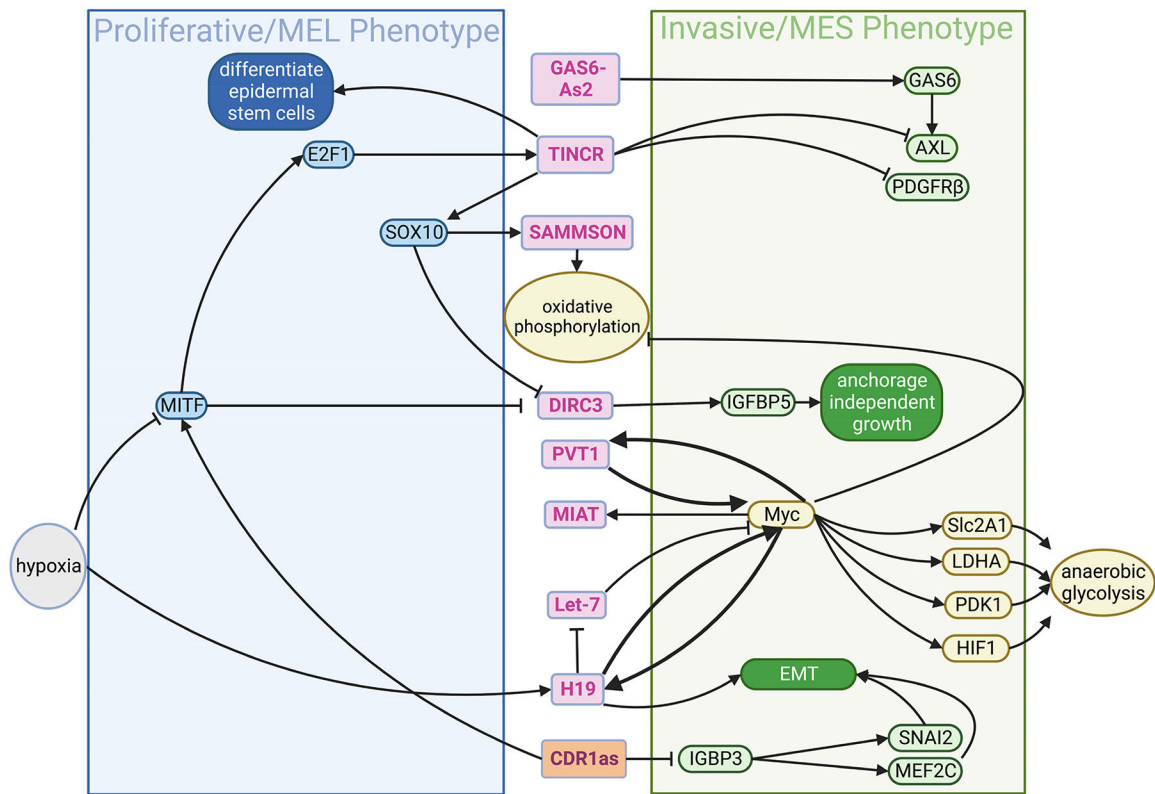 Proliferative/MEL Phenotype
Invasive/MES Phenotype
differentiate
epidermal
stem cells
GAS6-
As2
GAS6
E2F1
TINCR
AXL
PDGFRβ
SOX10
SAMMSON
oxidative
phosphorylation
MITF
DIRC3
IGFBP5
anchorage
independent
growth
PVT1
MIAT
Myc
Slc2A1
hypoxia
LDHA
anaerobic
glycolysis
Let-7
PDK1
HIF1
H19
EMT
SNAI2
CDR1as
IGBP3
MEF2C